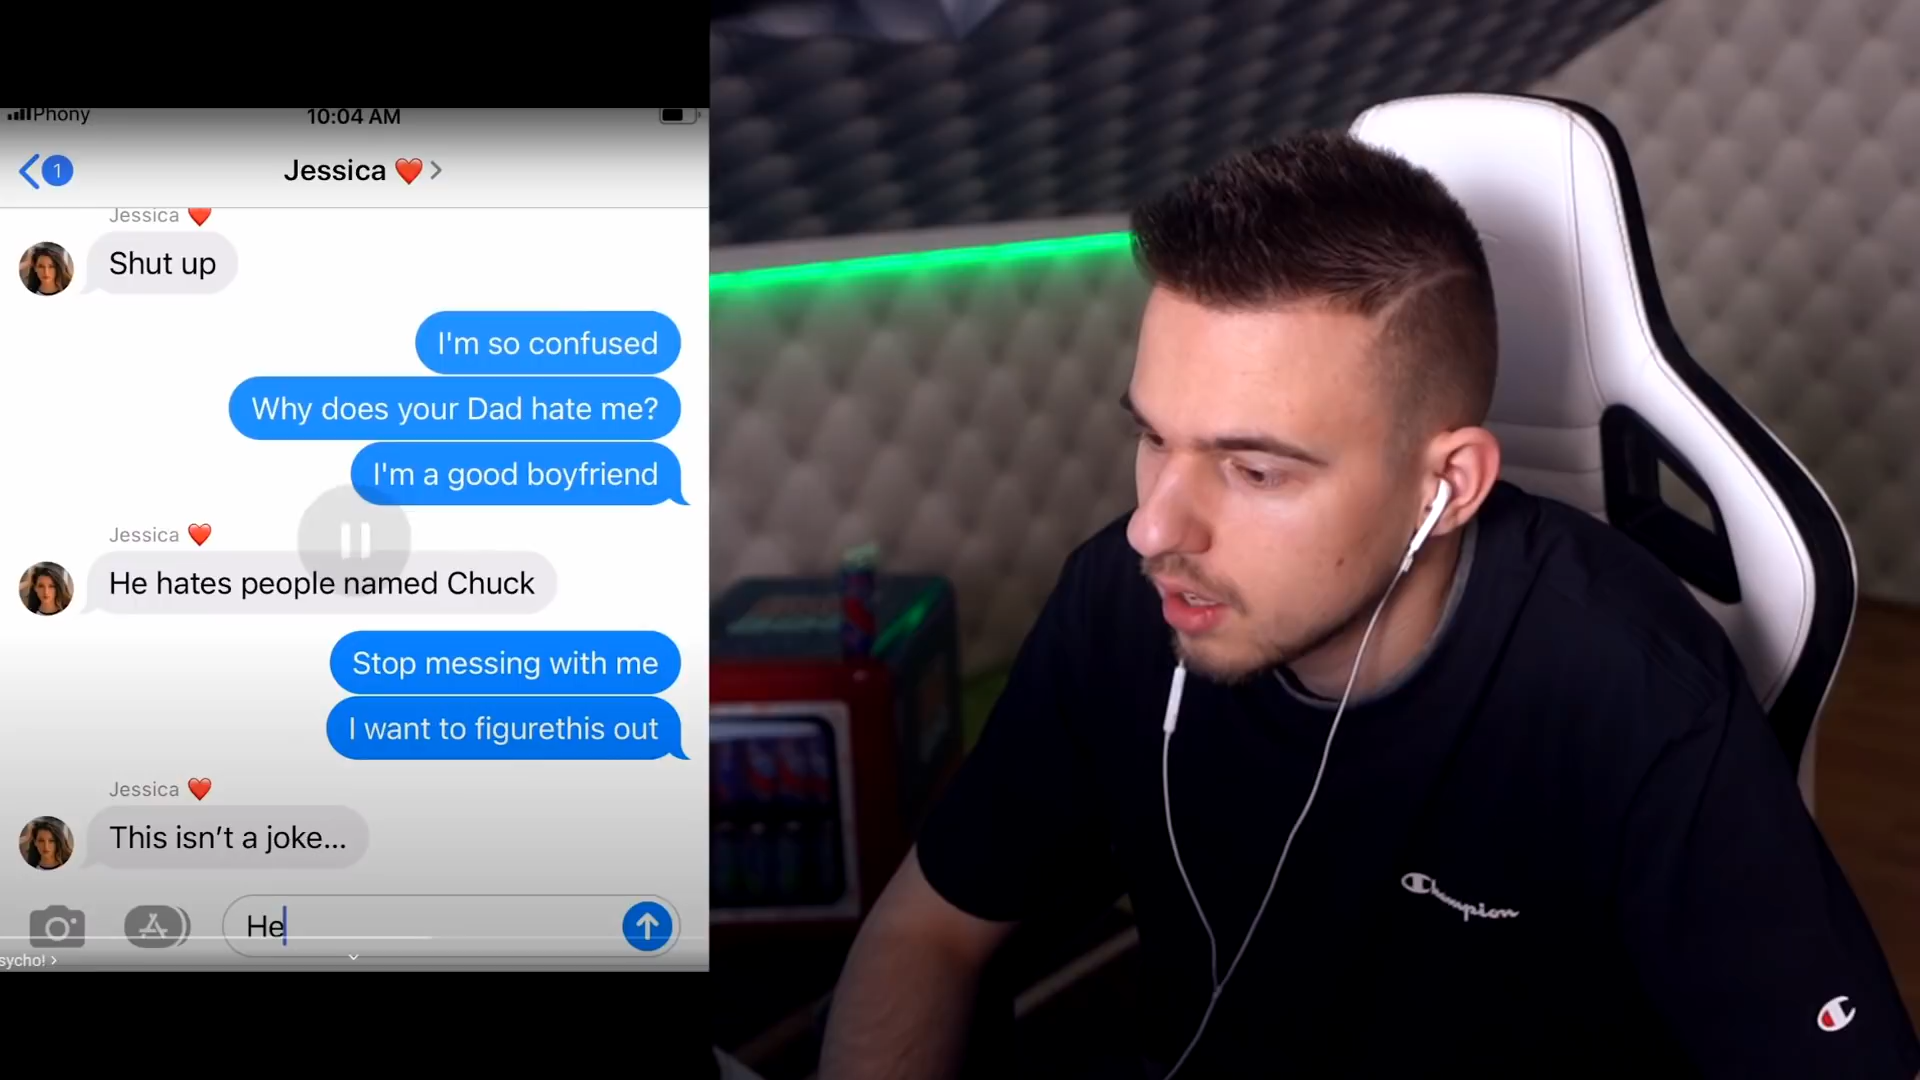 Phony
10:04 AM
1
Jessica ❤️ >
Jessica ❤️
Shut up
I'm so confused
Why does your Dad hate me?
I'm a good boyfriend
Jessica ❤️
He hates people named Chuck
Stop messing with me
I want to figurethis out
Jessica ❤️
This isn't a joke...
He
sycho! >
Champion